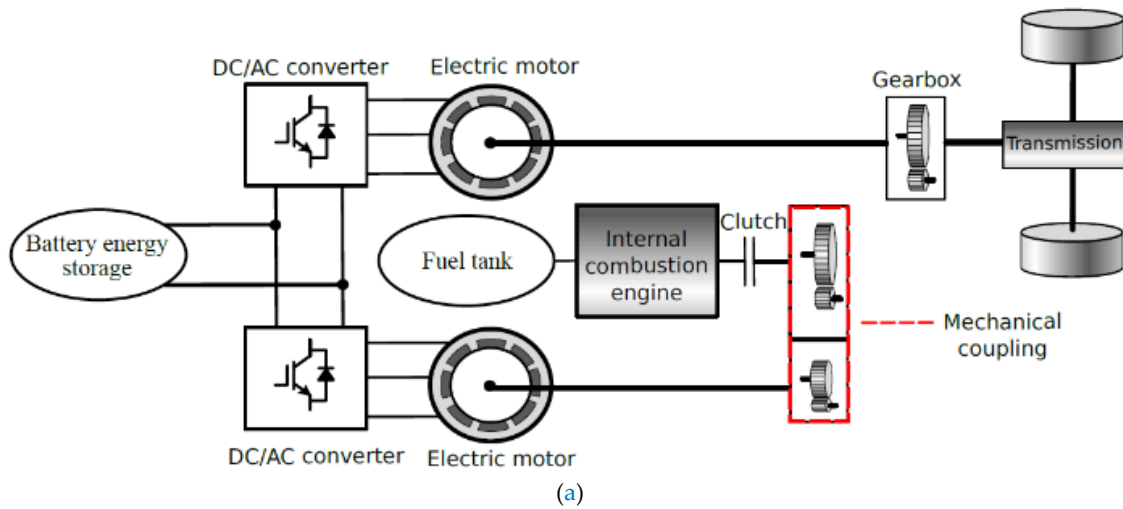 DC/AC converter
Electric motor
Gearbox
Transmission
Battery energy
storage
Fuel tank
Internal
combustion
engine
Clutch
Mechanical
coupling
DC/AC converter
Electric motor
(a)